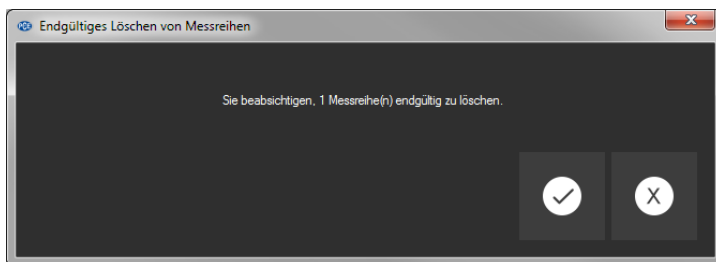 Endgültiges Löschen von Messreihen
Sie beabsichtigen, 1 Messreihe(n) endgültig zu löschen.
X